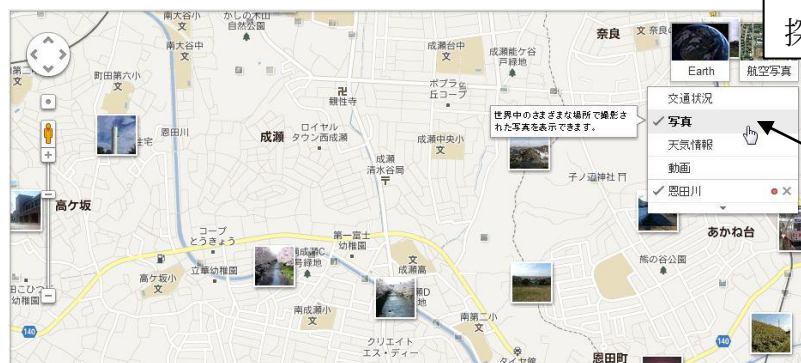 南大谷小
文
かしの木山
自然公園
南大谷中
文
成瀬台中
文
成瀬能ケ谷
戸緑地
奈良
文
Earth
航空写真
交通状況
写真
天気情報
動画
恩田川
世界中のさまざまな場所で撮影さ
れた写真を表示できます。
町田第六小
文
ポプラヶ
丘コープ
観性寺
恩田川
成瀬
ロイヤル
タウン西成瀬
成瀬中央小
文
成瀬
清水谷局
子ノ辺神社
高ケ坂
あかね台
コープ
とうきょう
第一富士
幼稚園
熊の谷公園
文
成瀬高
高ケ坂小
文
立華幼稚園
南成瀬小
文
南第二小
文
クリエイト
エス・ディー
恩田町
140
140